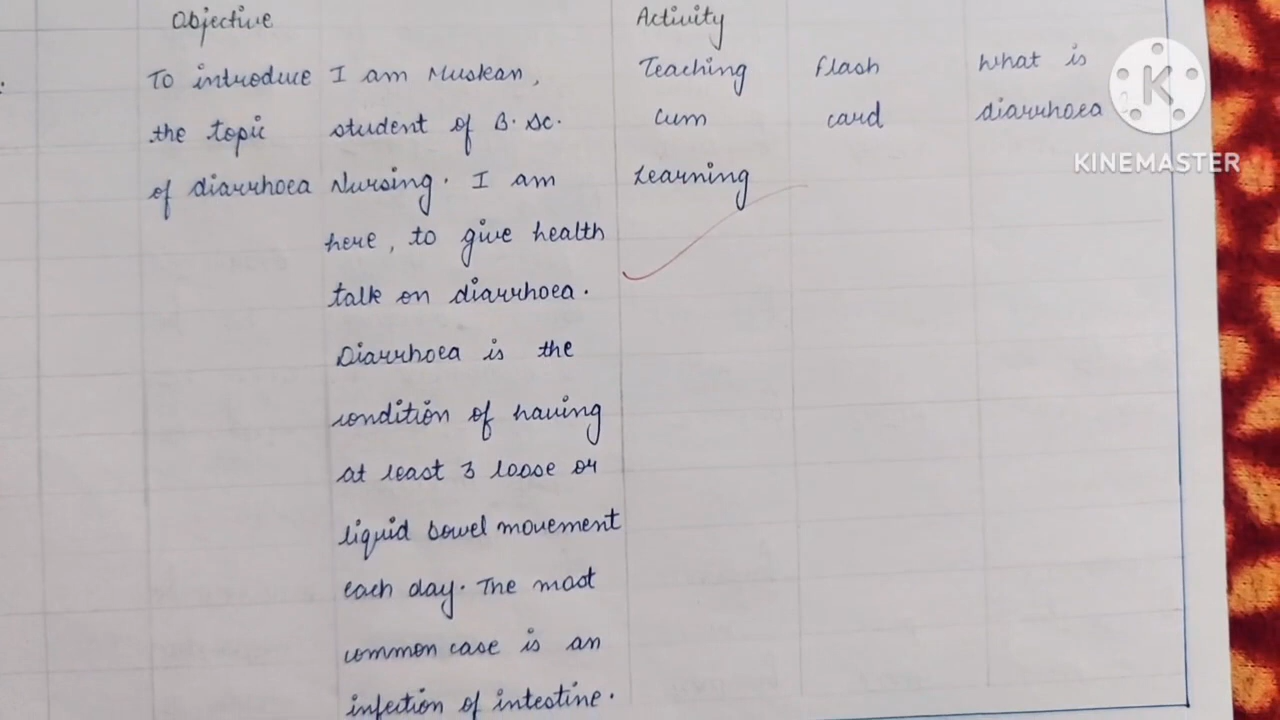 Objective
Activity
To introduce
the topic
of diarrhoea
I am Muskan,
student of B.Sc.
Nursing. I am
here, to give health
talk on diarrhoea.
Diarrhoea is the
condition of having
at least 3 loose or
liquid bowel movement
each day. The most
common case is an
infection of intestine.
Teaching
cum
Learning
flash
card
What is
diarrhoea
K
KINEMASTER